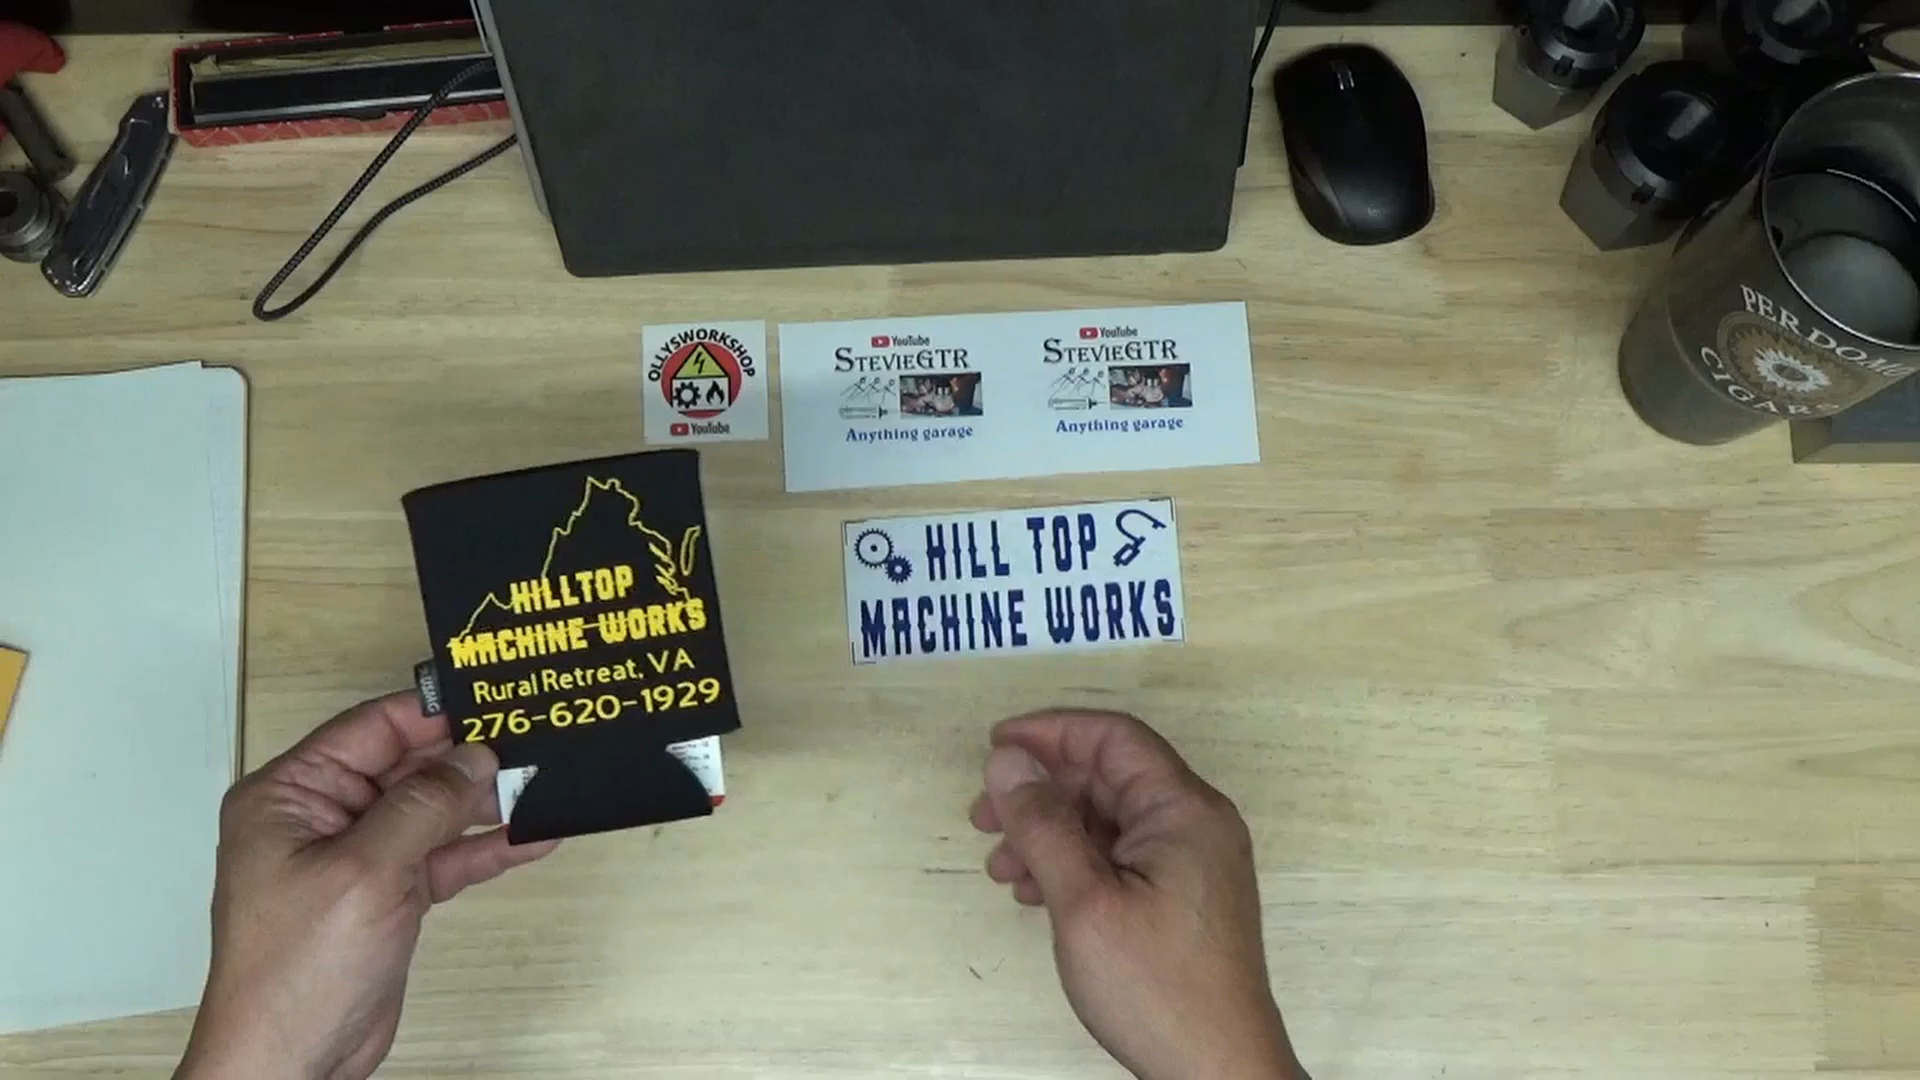 OLLYSWORKSHOP
YouTube
YouTube
STEVIEGTR
Anything garage
YouTube
STEVIEGTR
Anything garage
HILLTOP
MACHINE WORKS
Rural Retreat, VA
276-620-1929
USMG
HILL TOP
MACHINE WORKS
PERDOMO
CIGARS